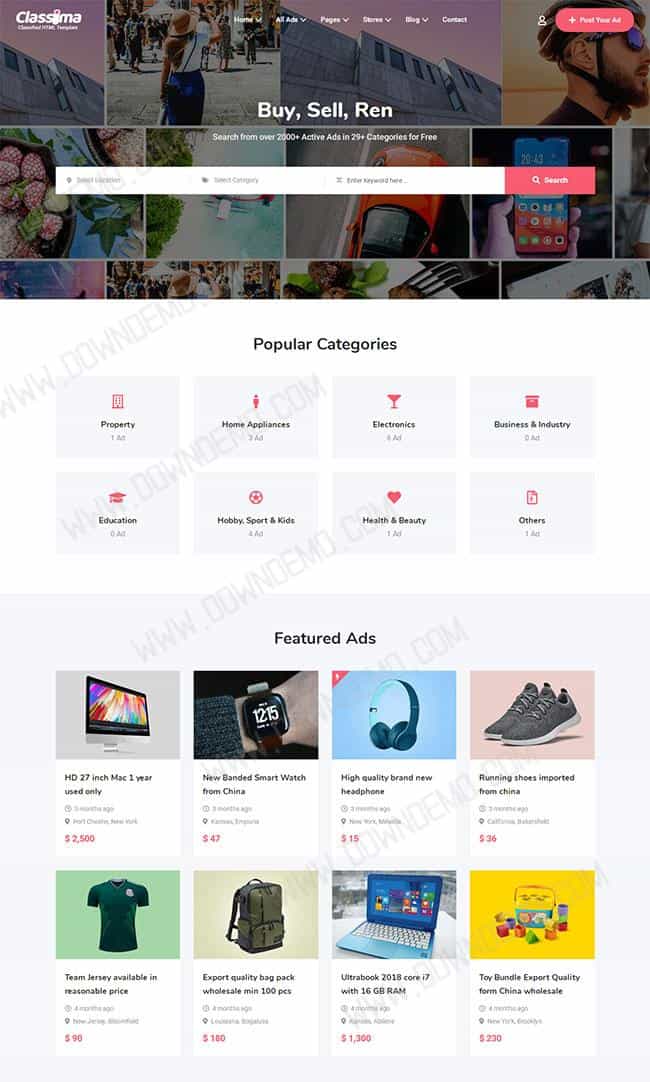 Classima
Classified HTML Template
Home
All Ads
Pages
Stores
Blog
Contact
Post Your Ad
Buy, Sell, Ren
Search from over 2000+ Active Ads in 29+ Categories for Free
20:43
Select Location
Select Category
Enter Keyword here ...
Search
Popular Categories
Property
1 Ad
Home Appliances
3 Ad
Electronics
6 Ad
Business & Industry
0 Ad
Education
0 Ad
Hobby, Sport & Kids
4 Ad
Health & Beauty
1 Ad
Others
1 Ad
WWW.DOWNDEMO.COM
Featured Ads
12:15
HD 27 inch Mac 1 year
used only
3 months ago
Port Chester, New York
$ 2,500
New Banded Smart Watch
from China
3 months ago
Kansas, Emporia
$ 47
High quality brand new
headphone
3 months ago
New York, Melville
$ 15
Running shoes imported
from china
3 months ago
California, Bakersfield
$ 36
Team Jersey available in
reasonable price
4 months ago
New Jersey, Bloomfield
$ 90
Export quality bag pack
wholesale min 100 pcs
4 months ago
Louisiana, Bogalusa
$ 180
Ultrabook 2018 core i7
with 16 GB RAM
4 months ago
Kansas, Abilene
$ 1,300
Toy Bundle Export Quality
form China wholesale
4 months ago
New York, Brooklyn
$ 230